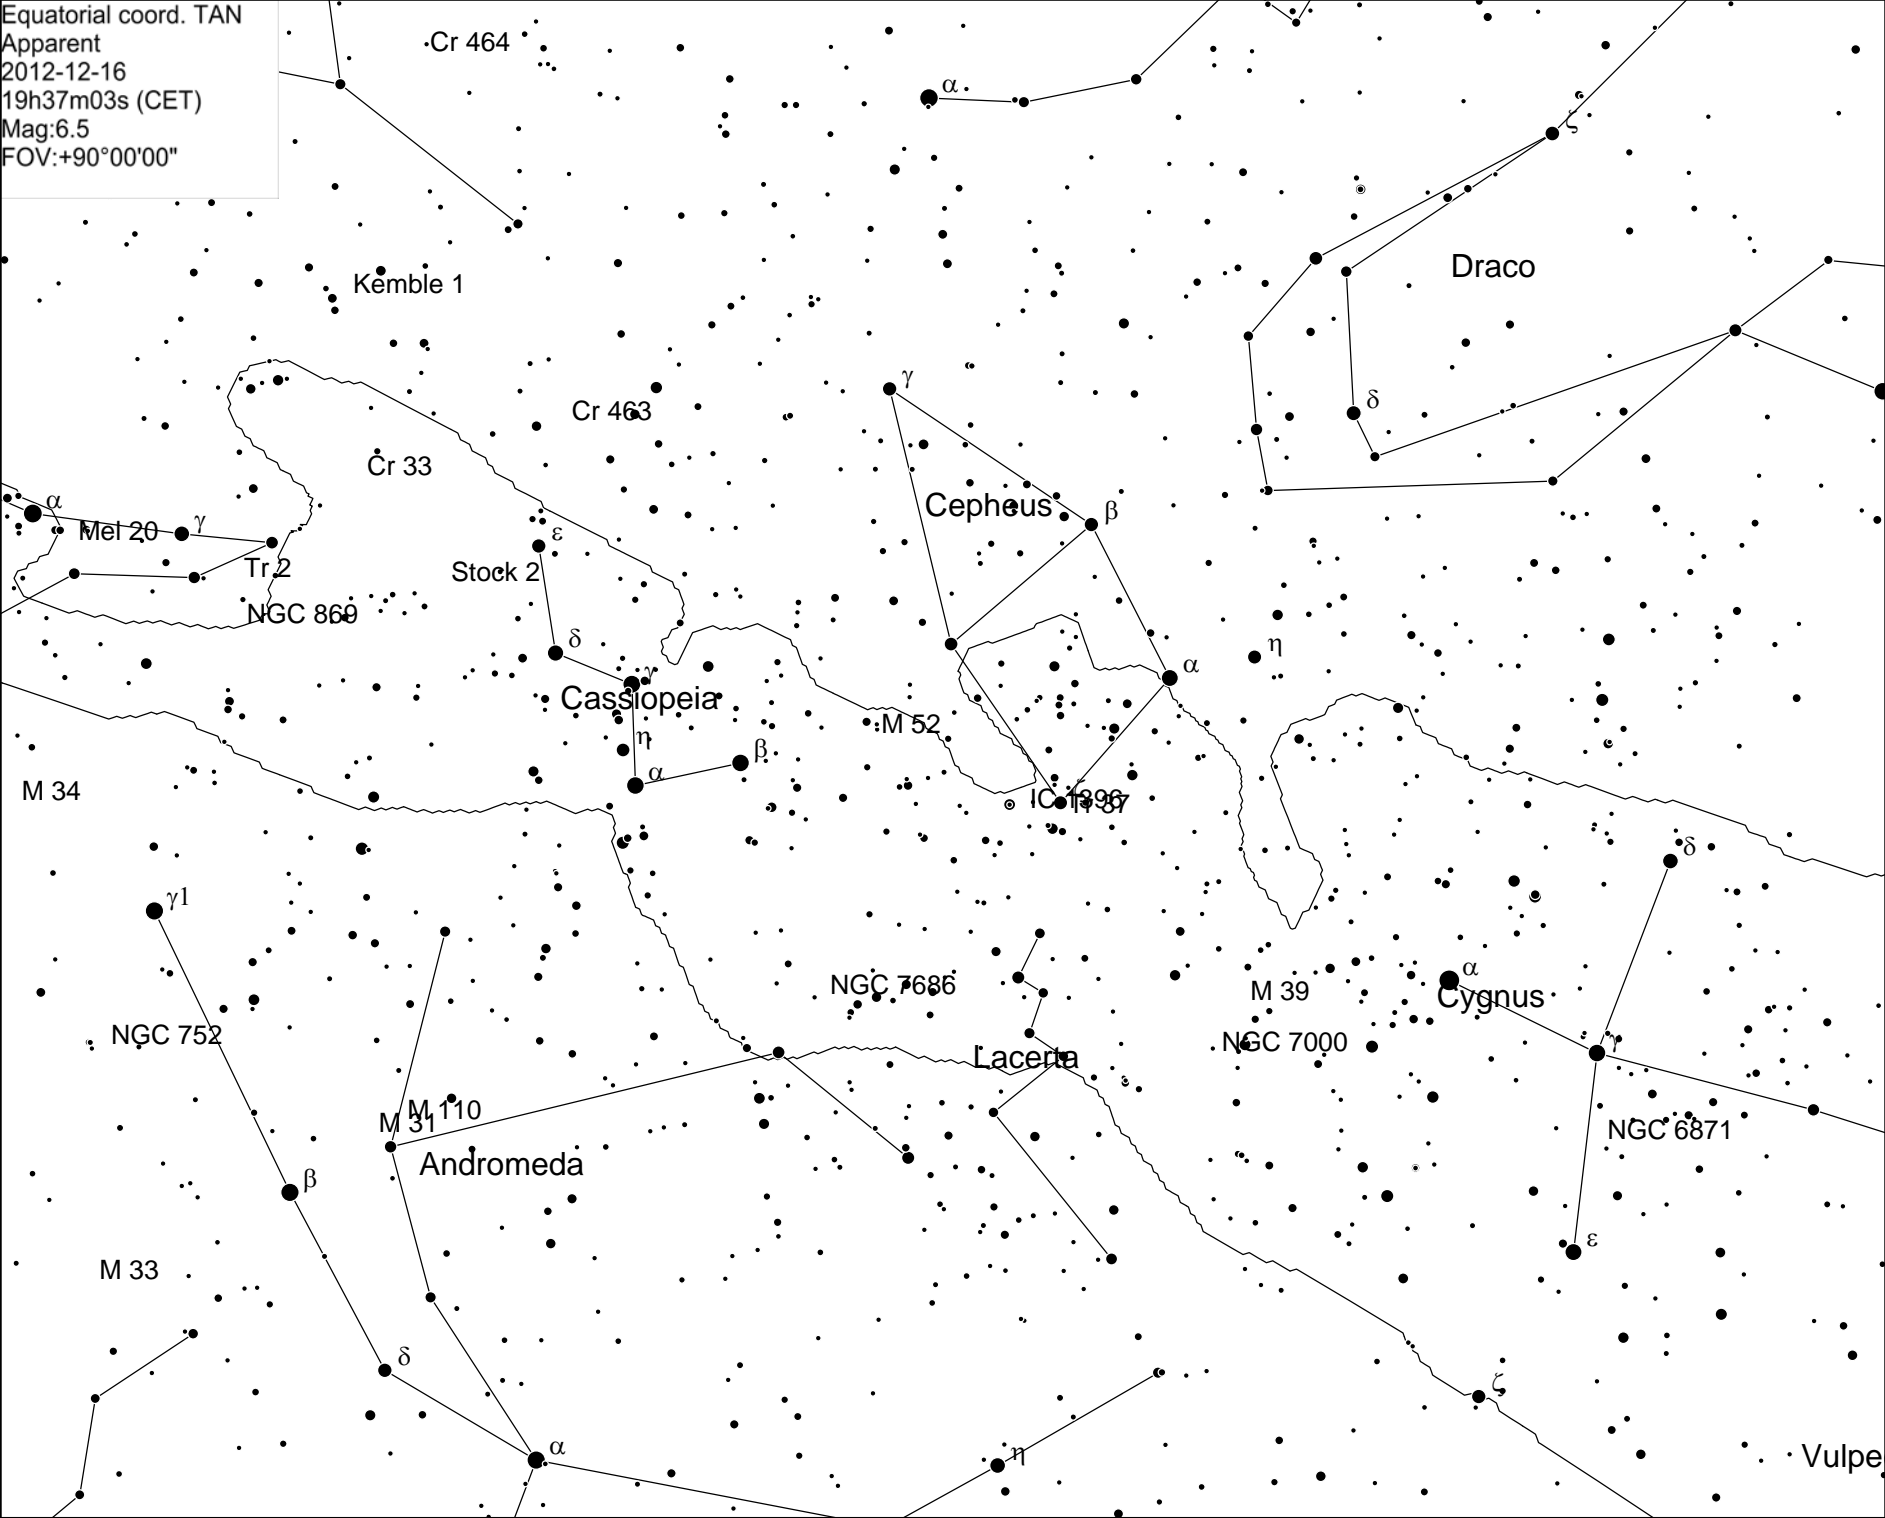 Equatorial coord. TAN
Apparent
2012-12-16
19h37m03s (CET)
Mag:6.5
FOV:+90°00'00"
Cr 464
α
ζ
Draco
Kemble 1
γ
δ
Cr 463
Cr 33
α
Mel 20
γ
Cepheus
β
ε
Stock 2
Tr 2
NGC 869
δ
γ
α
η
Cassiopeia
M 52
η
β
α
M 34
ζ
IC 1396
Tr 37
δ
γ1
α
NGC 7686
M 39
Cygnus
NGC 752
NGC 7000
γ
Lacerta
M 110
M 31
NGC 6871
Andromeda
β
ε
M 33
δ
ζ
α
η
Vulpe